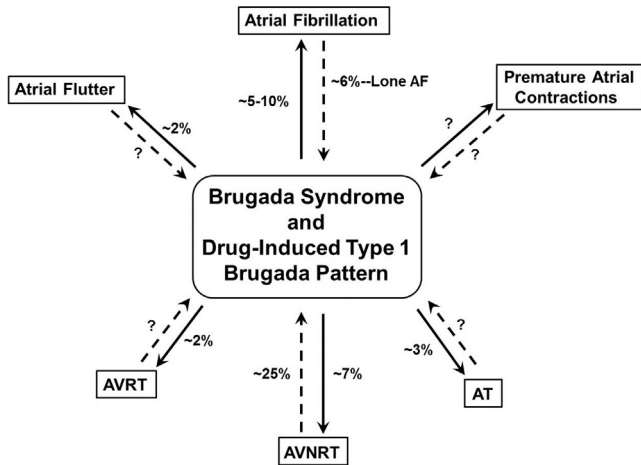 Atrial Fibrillation
~6%--Lone AF
~5-10%
Atrial Flutter
~2%
?
Premature Atrial
Contractions
?
?
Brugada Syndrome
and
Drug-Induced Type 1
Brugada Pattern
?
~2%
AVRT
~25%
~7%
AVNRT
?
~3%
AT